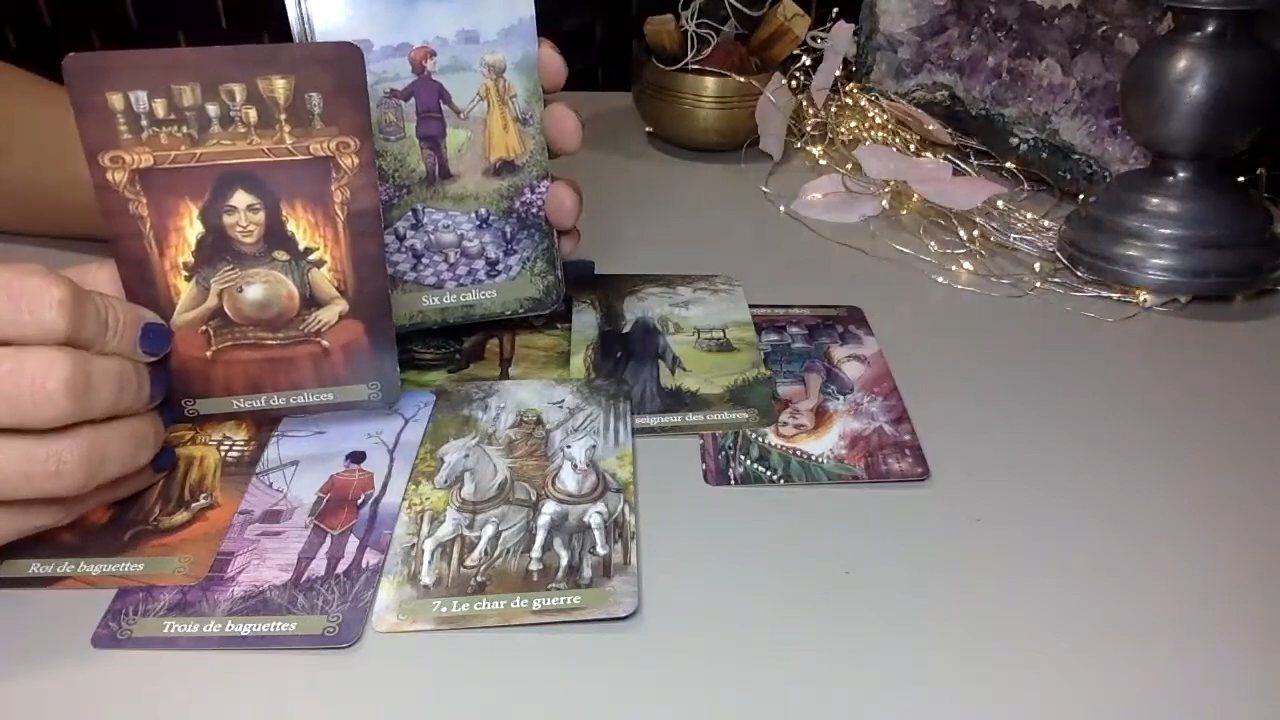 Six de calices
Neuf de calices
seigneur des ombres
Roi de baguettes
7. Le char de guerre
Trois de baguettes